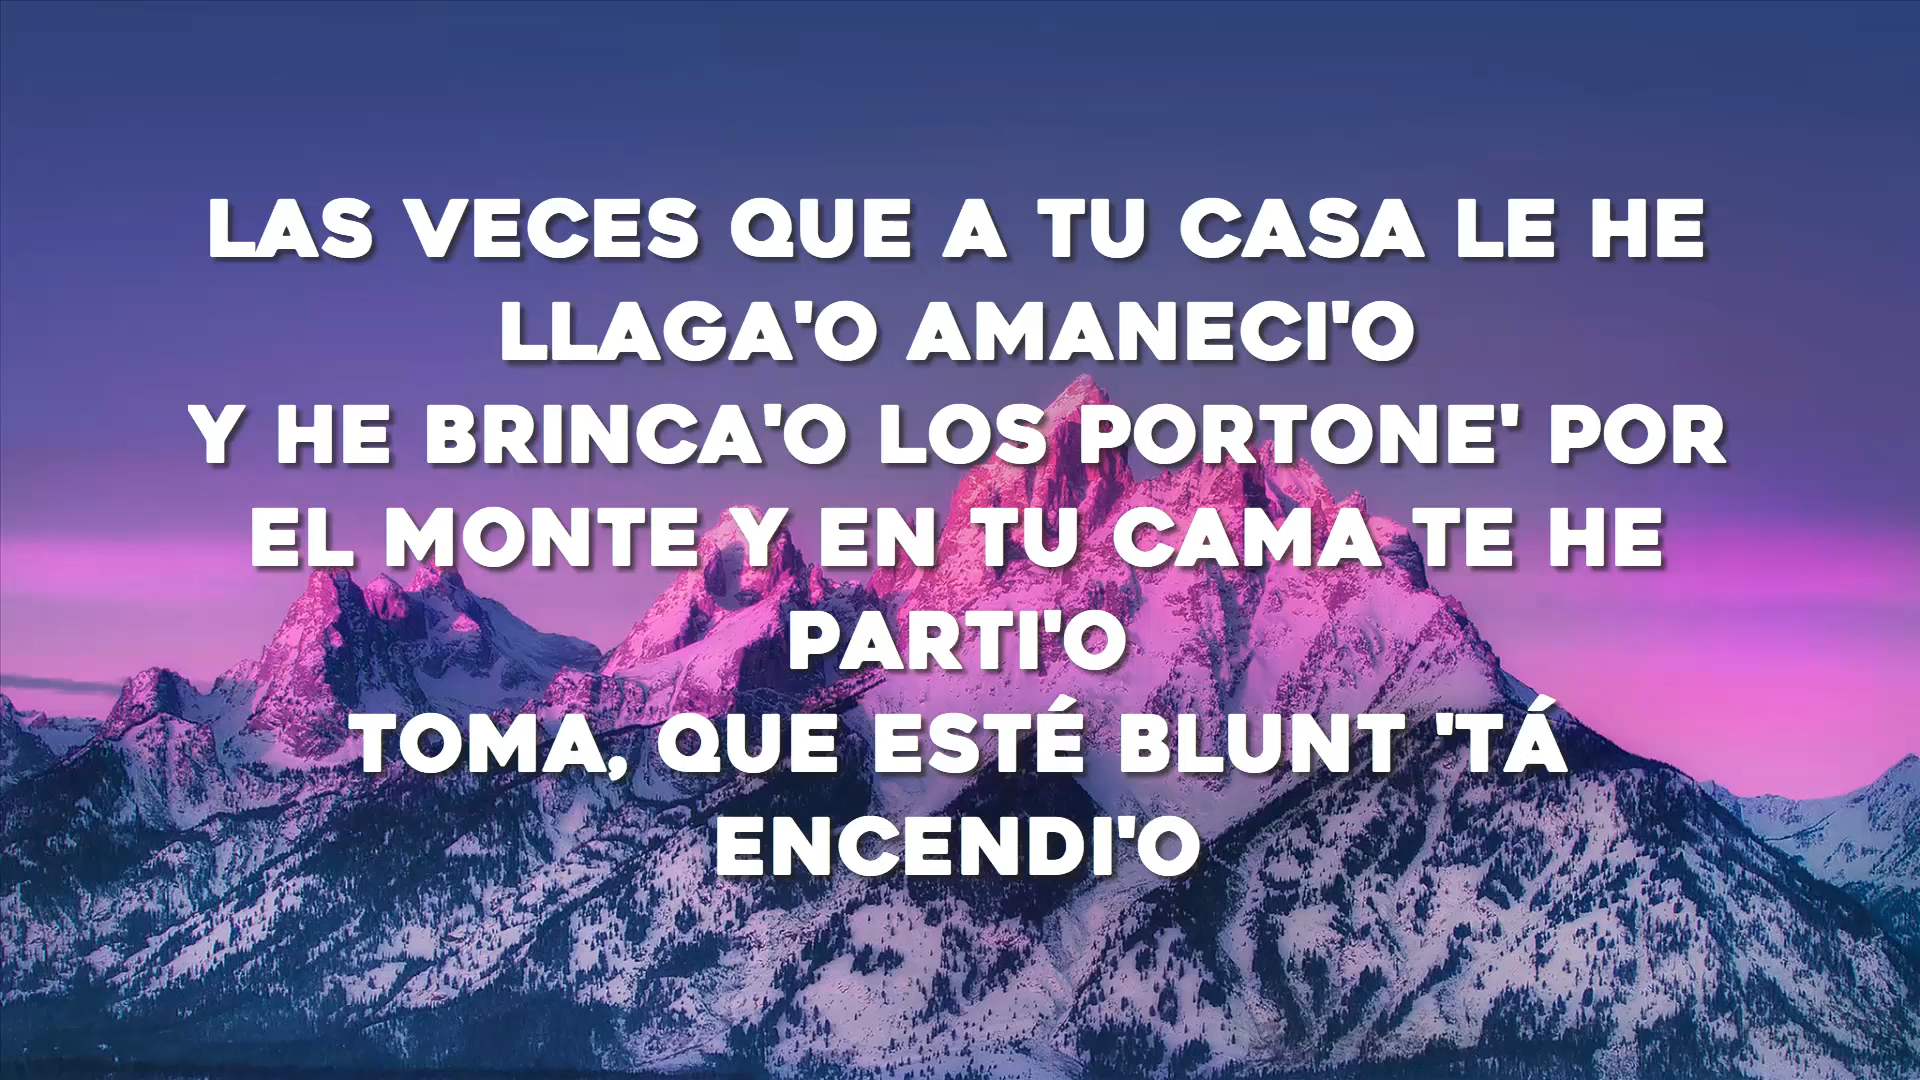 LAS VECES QUE A TU CASA LE HE
LLAGA'O AMANECI'O
Y HE BRINCA'O LOS PORTONE' POR
EL MONTE Y EN TU CAMA TE HE
PARTI'O
TOMA, QUE ESTÉ BLUNT 'TÁ
ENCENDI'O